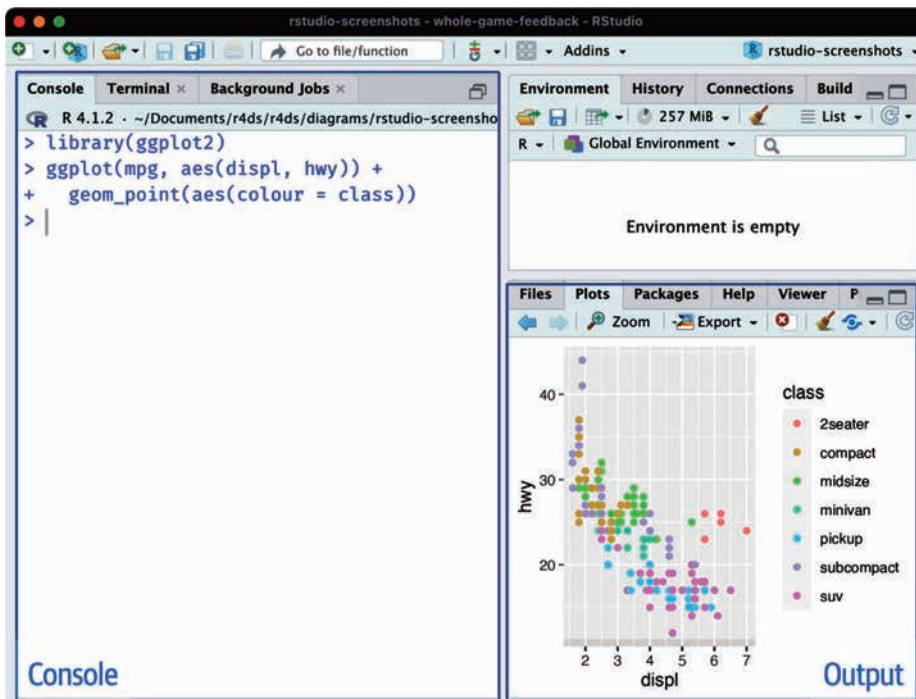 rstudio-screenshots - whole-game-feedback - RStudio
Go to file/function
Addins
rstudio-screenshots
Console Terminal Background Jobs
R 4.1.2 · ~/Documents/r4ds/r4ds/diagrams/rstudio-screensho
> library(ggplot2)
> ggplot(mpg, aes(displ, hwy)) +
+ geom_point(aes(colour = class))
>
Console
Environment History Connections Build
257 MiB
List
R Global Environment
Environment is empty
Files Plots Packages Help Viewer P
Zoom Export
hwy
40
30
20
2 3 4 5 6 7
displ
class
2seater
compact
midsize
minivan
pickup
subcompact
suv
Output